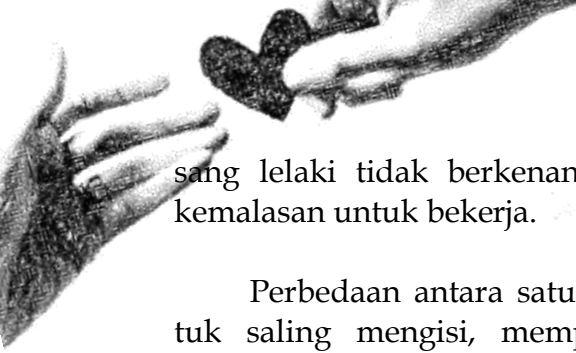 sang lelaki tidak berkenan
kemalasan untuk bekerja.
Perbedaan antara satu
tuk saling mengisi,